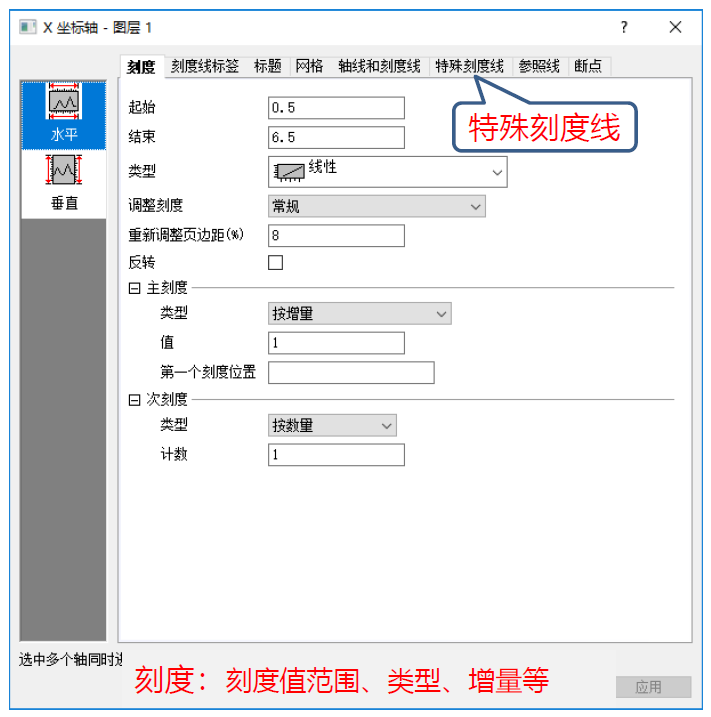 X 坐标轴 - 图层 1 ?
刻度 刻度线标签 标题 网格 轴线和刻度线 特殊刻度线 参照线 断点
水平
垂直
起始 0.5
特殊刻度线
结束 6.5
类型 线性
调整刻度 常规
重新调整页边距(%) 8
反转
主刻度
类型 按增量
值 1
第一个刻度位置
次刻度
类型 按数量
计数 1
选中多个轴同时
刻度：刻度值范围、类型、增量等
应用